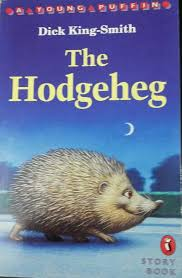 A YOUNG PUFFIN
Dick King-Smith
The
Hodgeheg
STORY
BOOK